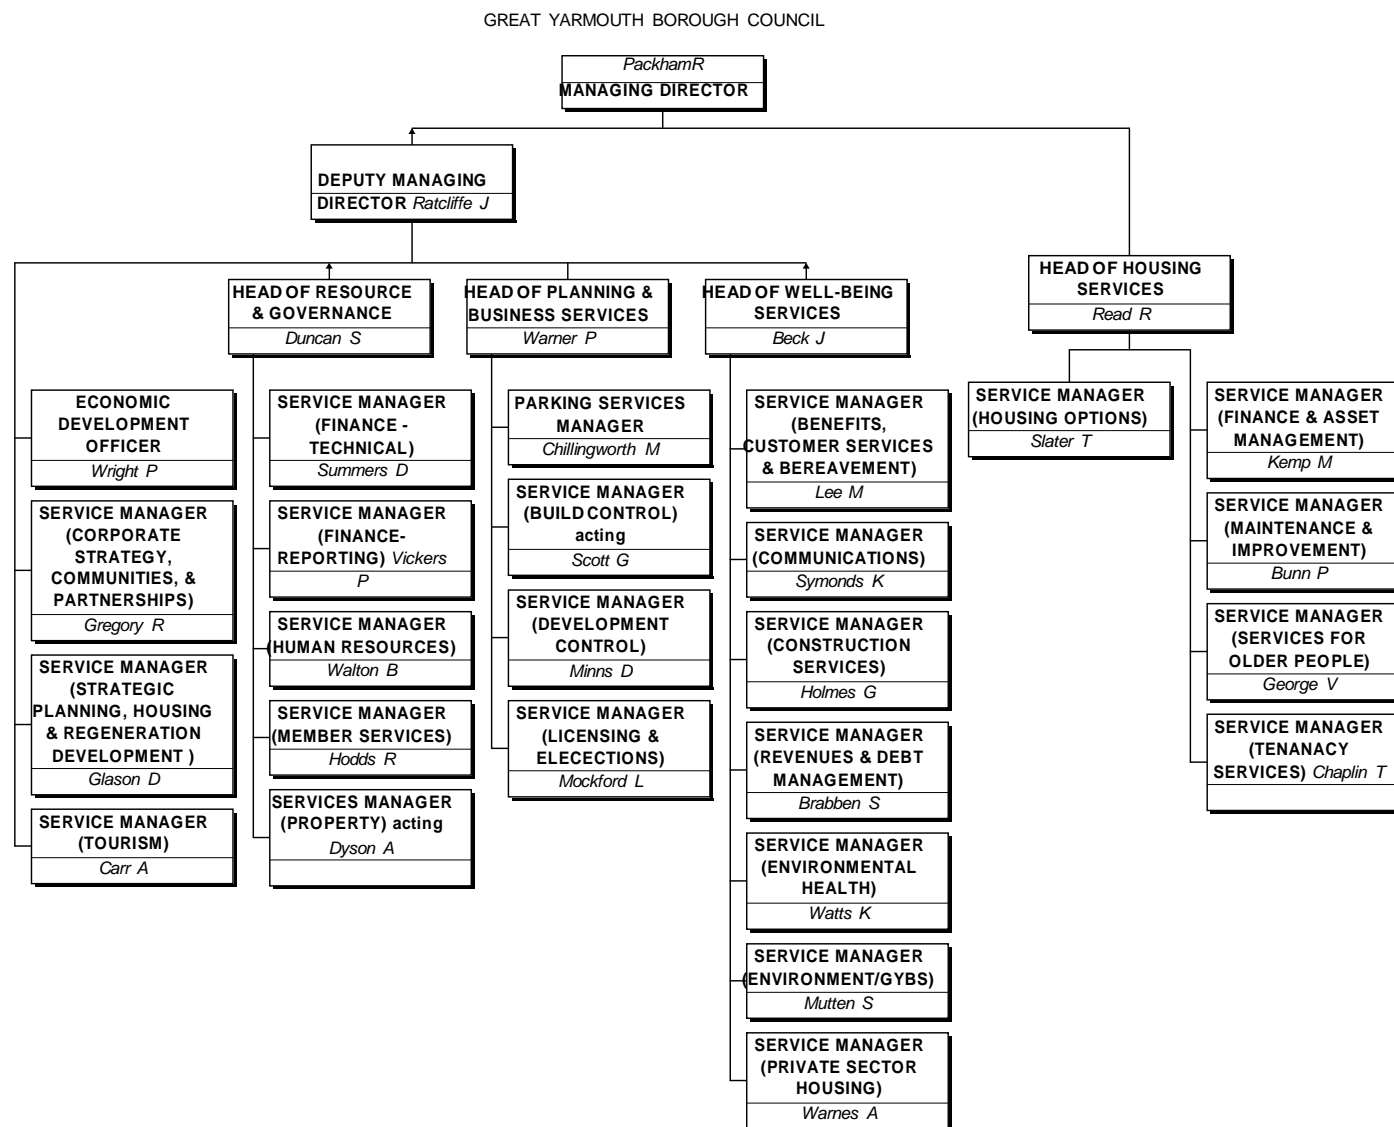 GREAT YARMOUTH BOROUGH COUNCIL
PackhamR
MANAGING DIRECTOR
DEPUTY MANAGING
DIRECTOR Ratcliffe J
HEAD OF RESOURCE
& GOVERNANCE
Duncan S
HEAD OF PLANNING &
BUSINESS SERVICES
Warner P
HEAD OF WELL-BEING
SERVICES
Beck J
HEAD OF HOUSING
SERVICES
Read R
ECONOMIC
DEVELOPMENT
OFFICER
Wright P
SERVICE MANAGER
(CORPORATE
STRATEGY,
COMMUNITIES, &
PARTNERSHIPS)
Gregory R
SERVICE MANAGER
(STRATEGIC
PLANNING, HOUSING
& REGENERATION
DEVELOPMENT )
Glason D
SERVICE MANAGER
(TOURISM)
Carr A
SERVICE MANAGER
(FINANCE -
TECHNICAL)
Summers D
SERVICE MANAGER
(FINANCE-
REPORTING) Vickers
P
SERVICE MANAGER
(HUMAN RESOURCES)
Walton B
SERVICE MANAGER
(MEMBER SERVICES)
Hodds R
SERVICES MANAGER
(PROPERTY) acting
Dyson A
PARKING SERVICES
MANAGER
Chillingworth M
SERVICE MANAGER
(BUILD CONTROL)
acting
Scott G
SERVICE MANAGER
(DEVELOPMENT
CONTROL)
Minns D
SERVICE MANAGER
(LICENSING &
ELECECTIONS)
Mockford L
SERVICE MANAGER
(BENEFITS,
CUSTOMER SERVICES
& BEREAVEMENT)
Lee M
SERVICE MANAGER
(COMMUNICATIONS)
Symonds K
SERVICE MANAGER
(CONSTRUCTION
SERVICES)
Holmes G
SERVICE MANAGER
(REVENUES & DEBT
MANAGEMENT)
Brabben S
SERVICE MANAGER
(ENVIRONMENTAL
HEALTH)
Watts K
SERVICE MANAGER
(ENVIRONMENT/GYBS)
Mutten S
SERVICE MANAGER
(PRIVATE SECTOR
HOUSING)
Warnes A
SERVICE MANAGER
(HOUSING OPTIONS)
Slater T
SERVICE MANAGER
(FINANCE & ASSET
MANAGEMENT)
Kemp M
SERVICE MANAGER
(MAINTENANCE &
IMPROVEMENT)
Bunn P
SERVICE MANAGER
(SERVICES FOR
OLDER PEOPLE)
George V
SERVICE MANAGER
(TENANACY
SERVICES) Chaplin T